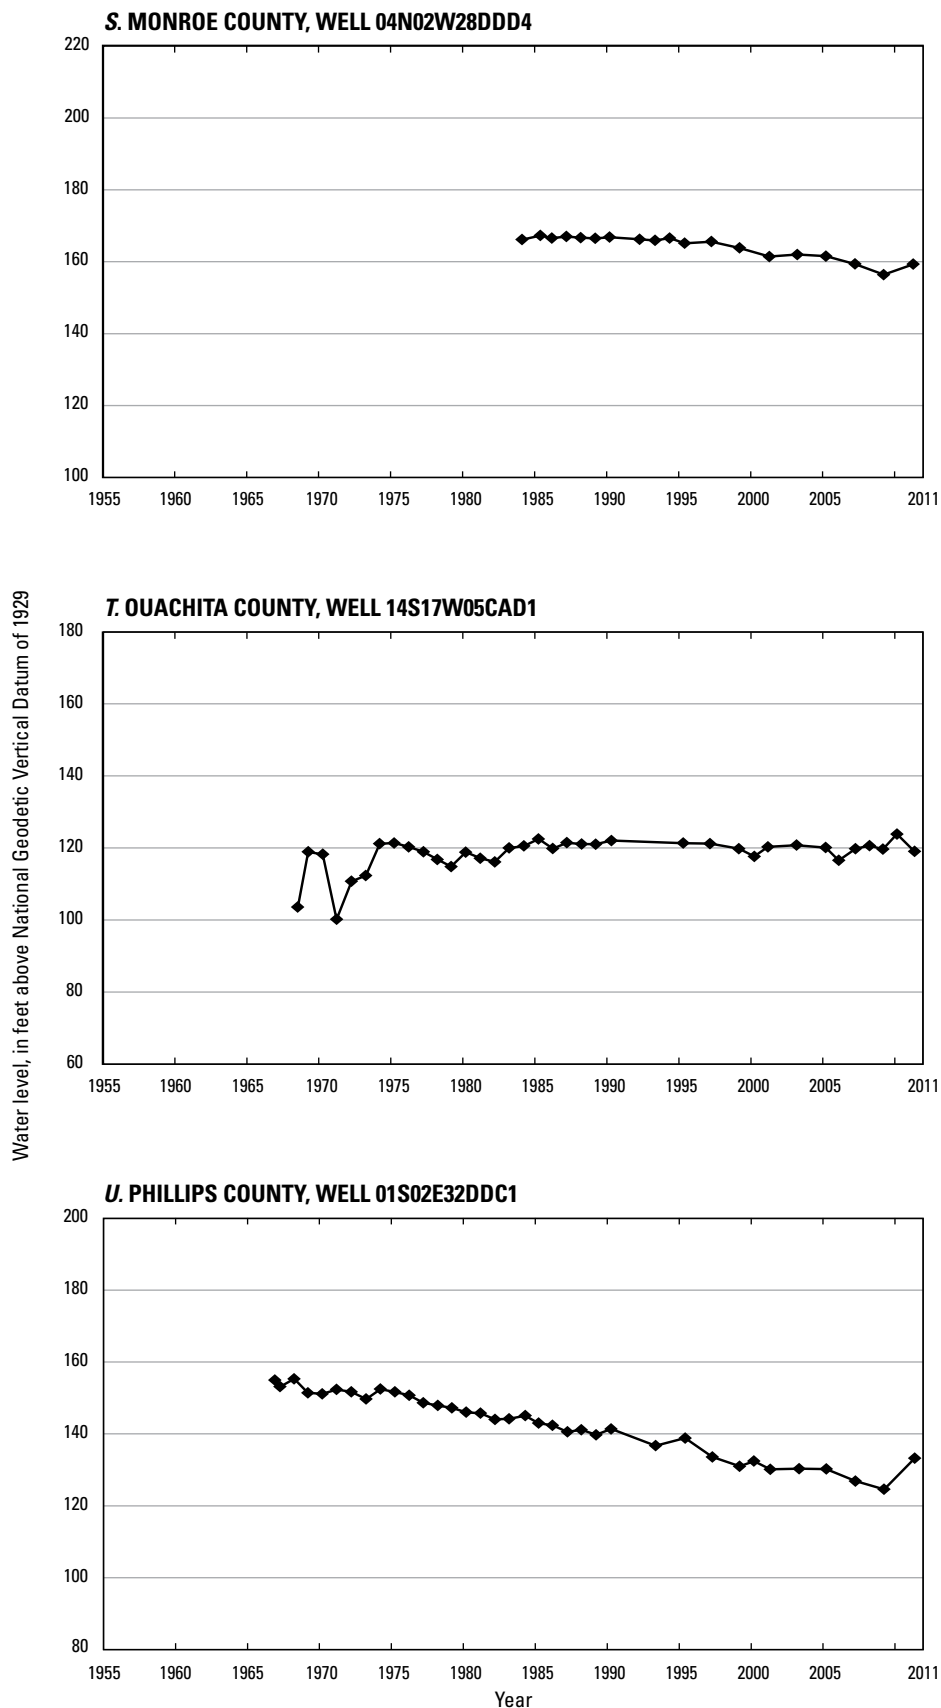 S. MONROE COUNTY, WELL 04N02W28DDD4
220
200
180
160
140
120
100
1955 1960 1965 1970 1975 1980 1985 1990 1995 2000 2005 2011
Water level, in feet above National Geodetic Vertical Datum of 1929
T. OUACHITA COUNTY, WELL 14S17W05CAD1
180
160
140
120
100
80
60
1955 1960 1965 1970 1975 1980 1985 1990 1995 2000 2005 2011
U. PHILLIPS COUNTY, WELL 01S02E32DDC1
200
180
160
140
120
100
80
1955 1960 1965 1970 1975 1980 1985 1990 1995 2000 2005 2011
Year